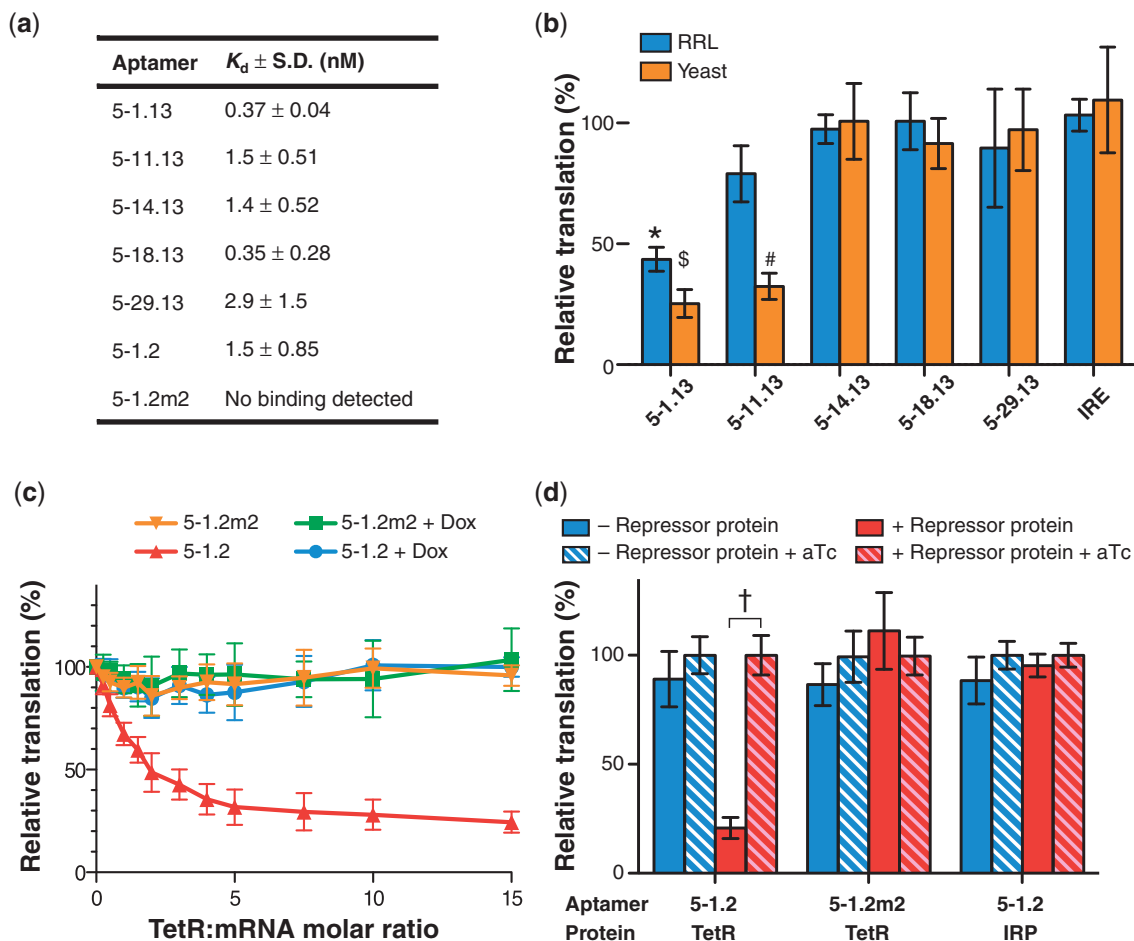 (a)
Aptamer Kd ± S.D. (nM)
5-1.13 0.37 ± 0.04
5-11.13 1.5 ± 0.51
5-14.13 1.4 ± 0.52
5-18.13 0.35 ± 0.28
5-29.13 2.9 ± 1.5
5-1.2 1.5 ± 0.85
5-1.2m2 No binding detected
(b)
RRL
Yeast
Relative translation (%)
100
50
0
* $ #
5-1.13 5-11.13 5-14.13 5-18.13 5-29.13 IRE
(c)
5-1.2m2 5-1.2m2 + Dox
5-1.2 5-1.2 + Dox
Relative translation (%)
100
50
0
0 5 10 15
TetR:mRNA molar ratio
(d)
– Repressor protein + Repressor protein
– Repressor protein + aTc + Repressor protein + aTc
Relative translation (%)
100
50
0
†
Aptamer 5-1.2 5-1.2m2 5-1.2
Protein TetR TetR IRP